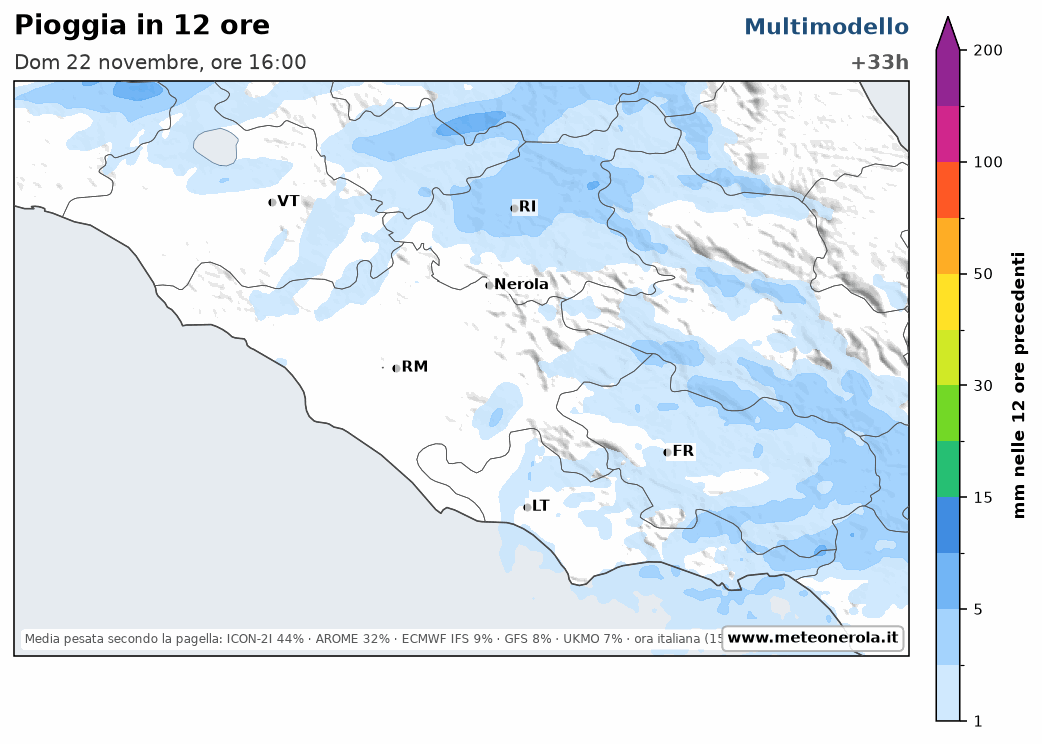 Pioggia in 12 ore
Multimodello
Dom 22 novembre, ore 16:00
+33h
VT
RI
Nerola
RM
FR
LT
Media pesata secondo la pagella: ICON-2I 44% · AROME 32% · ECMWF IFS 9% · GFS 8% · UKMO 7% · ora italiana (15
www.meteonerola.it
200
100
50
30
15
5
1
mm nelle 12 ore precedenti